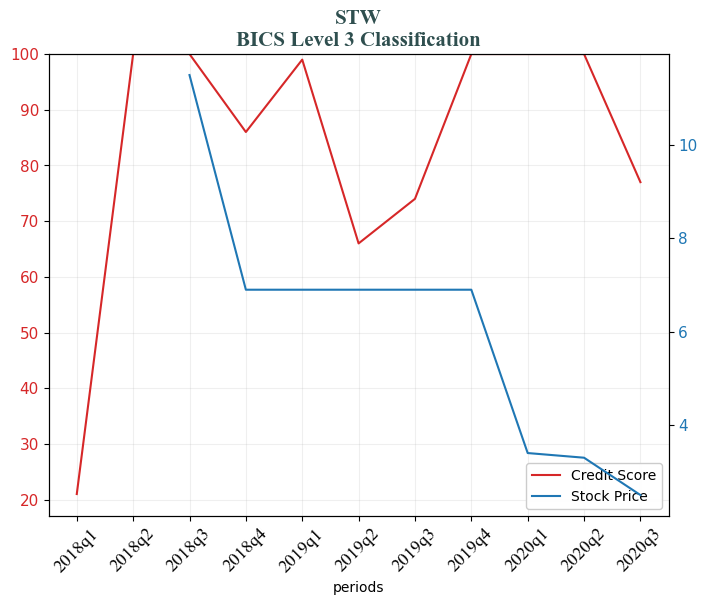 STW
BICS Level 3 Classification
100
90
80
70
60
50
40
30
20
10
8
6
4
Credit Score
Stock Price
2018q1
2018q2
2018q3
2018q4
2019q1
2019q2
2019q3
2019q4
2020q1
2020q2
2020q3
periods